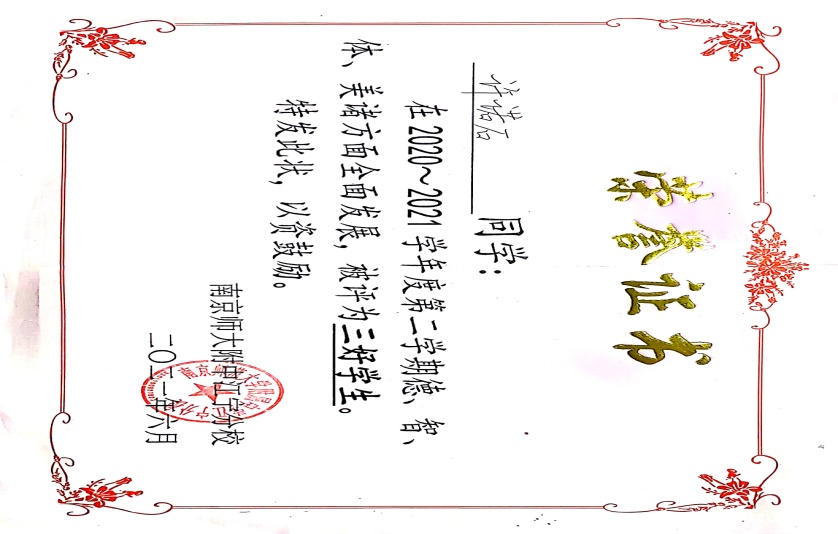 荣誉证书
许诺石 同学：
在2020～2021学年度第二学期德、智、
体、美诸方面全面发展，被评为三好学生。
特发此状，以资鼓励。
南京师大附中江宁分校
二〇二一年六月